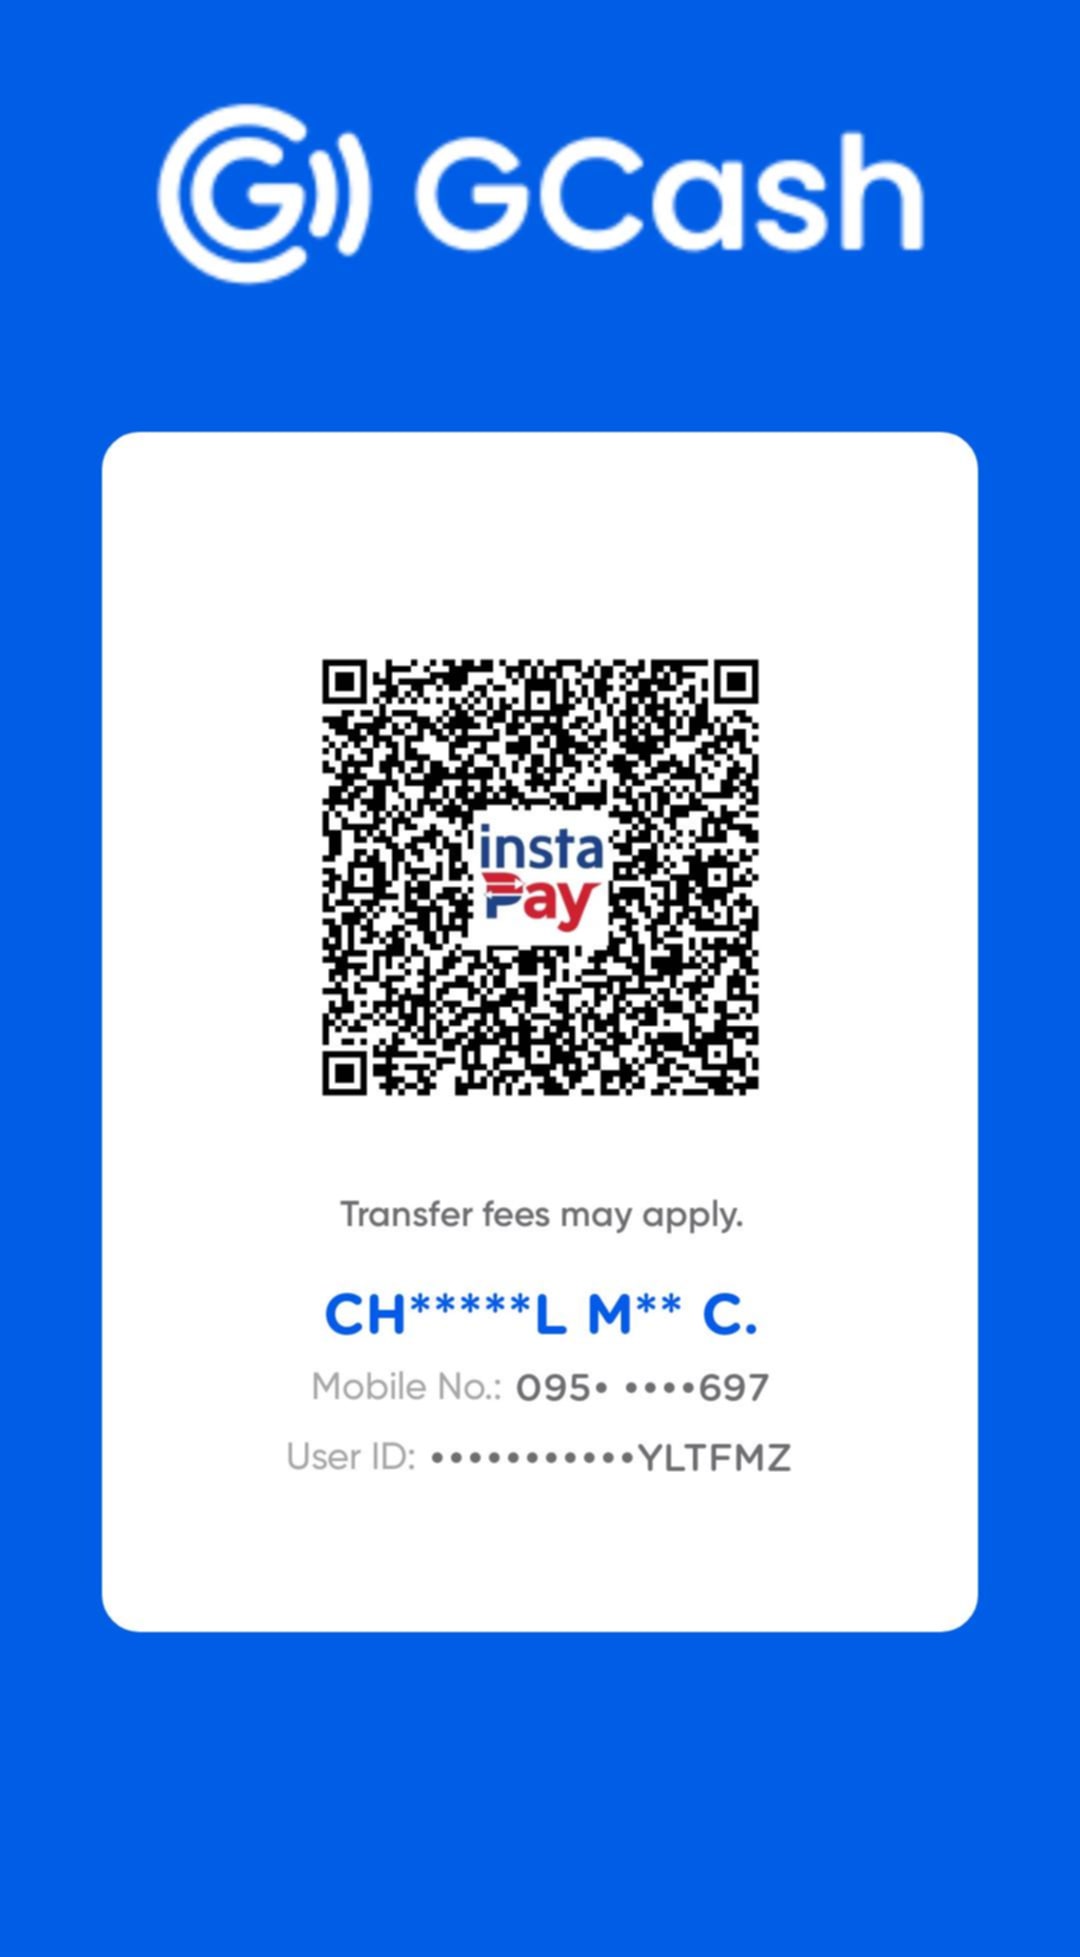 GCash
insta
Pay
Transfer fees may apply.
CH*****L M** C.
Mobile No.: 095• ••••697
User ID: •••••••••••YLTFMZ